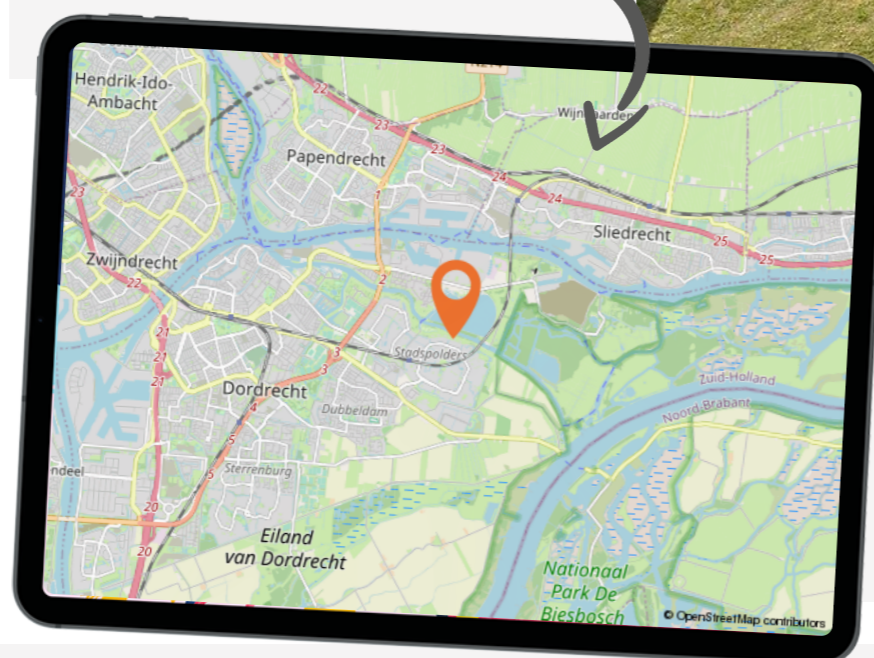 Hendrik-Ido-
Ambacht
22
23
Wijngaarden
Papendrecht
23
24
23
1
24
Sliedrecht
25
25
Zwijndrecht
22
2
21
21
21
3
3
Stadspolders
Zuid-Holland
Noord-Brabant
Dordrecht
4
Dubbeldam
5
5
Sterrenburg
ndeel
20
20
Eiland
van Dordrecht
Nationaal
Park De
Biesbosch
© OpenStreetMap contributors